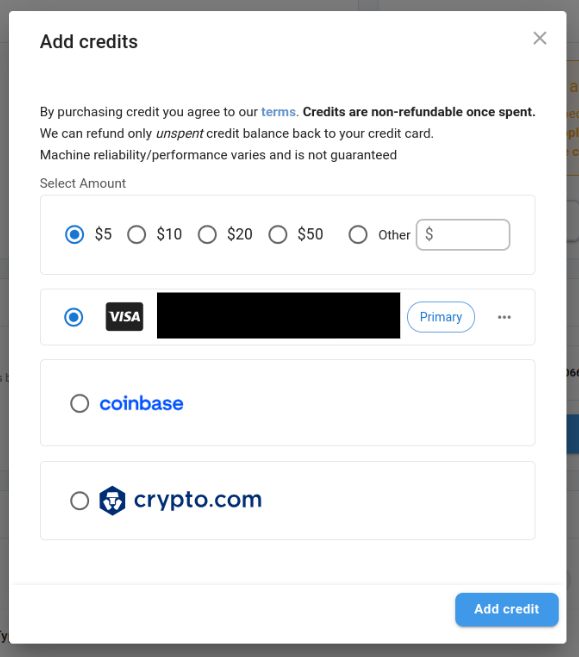 Add credits
By purchasing credit you agree to our terms. Credits are non-refundable once spent.
We can refund only unspent credit balance back to your credit card.
Machine reliability/performance varies and is not guaranteed
Select Amount
$5 $10 $20 $50 Other $
VISA Primary
coinbase
crypto.com
Add credit